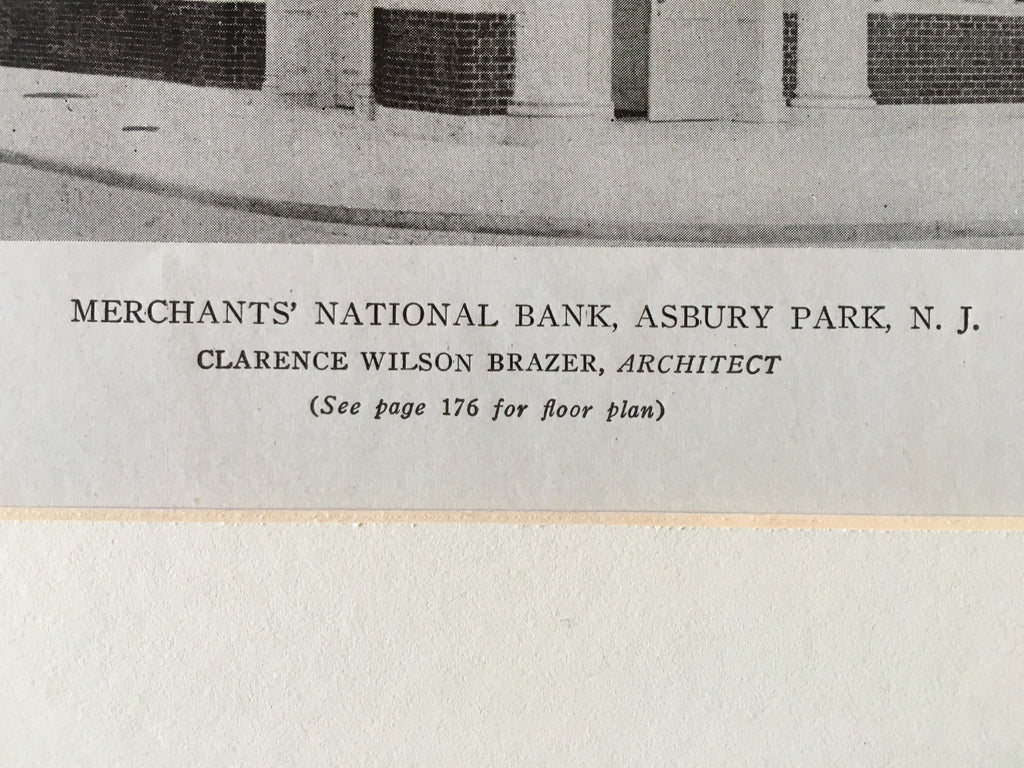 MERCHANTS' NATIONAL BANK, ASBURY PARK, N. J.
CLARENCE WILSON BRAZER, ARCHITECT
(See page 176 for floor plan)